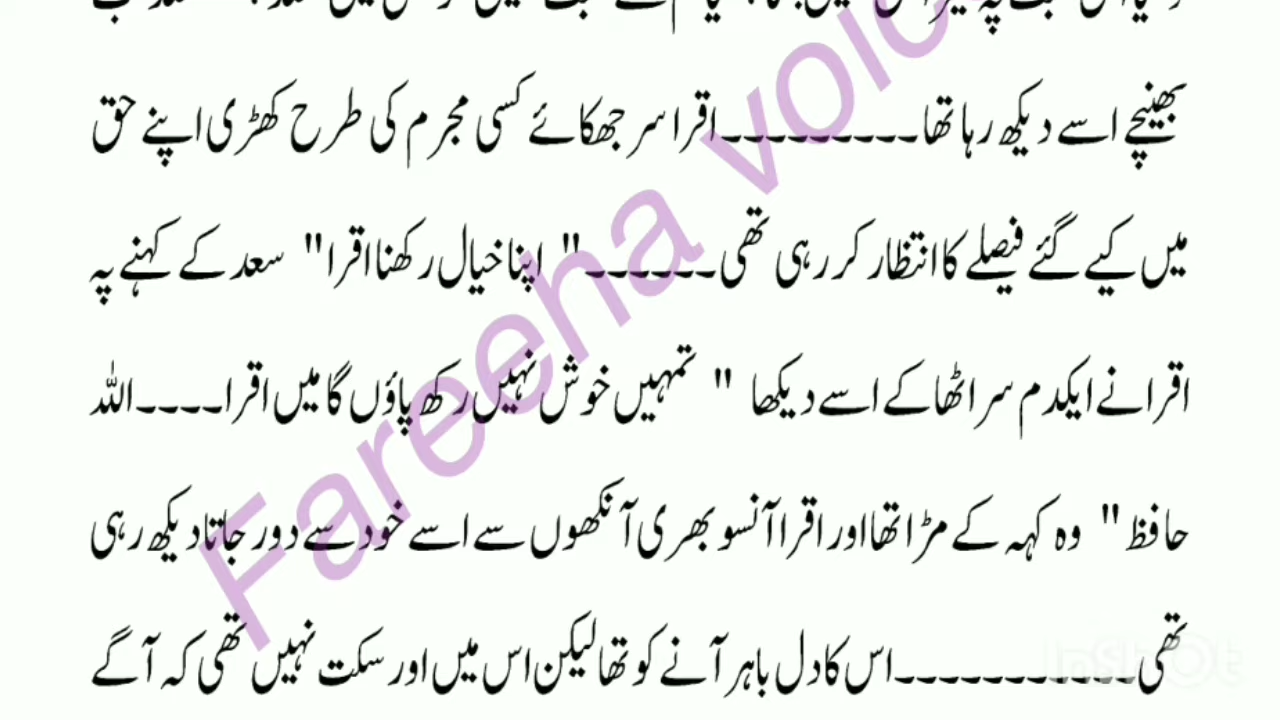 بھینچے اسے دیکھ رہا تھا۔۔۔۔۔۔۔۔۔۔اقرا سر جھکائے کسی مجرم کی طرح کھڑی اپنے حق
میں کیے گئے فیصلے کا انتظار کر رہی تھی۔۔۔۔۔۔" اپنا خیال رکھنا اقرا" سعد کے کہنے پہ
اقرا نے ایکدم سر اٹھا کے اسے دیکھا " تمہیں خوش نہیں رکھ پاؤں گا میں اقرا۔۔۔۔اللہ
حافظ " وہ کہہ کے مڑا تھا اور اقرا آنسو بھری آنکھوں سے اسے خود سے دور جاتا دیکھ رہی
تھی۔۔۔۔۔۔۔۔۔۔۔اس کا دل باہر آنے کو تھا لیکن اس میں اور سکت نہیں تھی کہ آگے
Fareena voic
InShOt